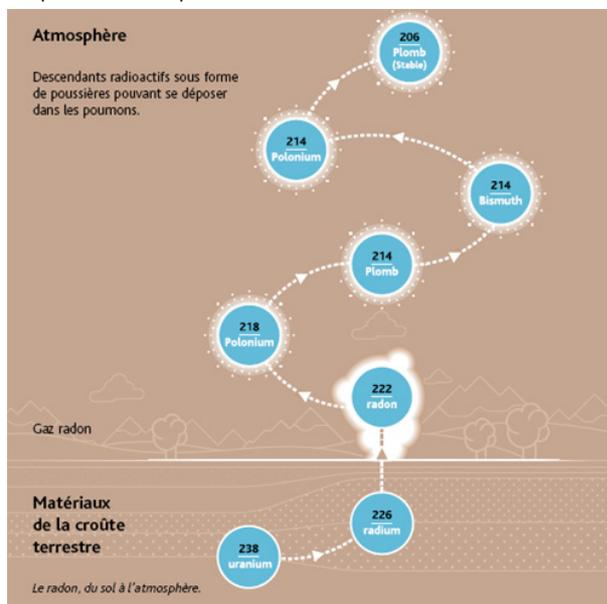 Atmosphère
Descendants radioactifs sous forme
de poussières pouvant se déposer
dans les poumons.
206
Plomb
(Stable)
214
Polonium
214
Bismuth
214
Plomb
218
Polonium
222
radon
Gaz radon
Matériaux
de la croûte
terrestre
226
radium
238
uranium
Le radon, du sol à l'atmosphère.